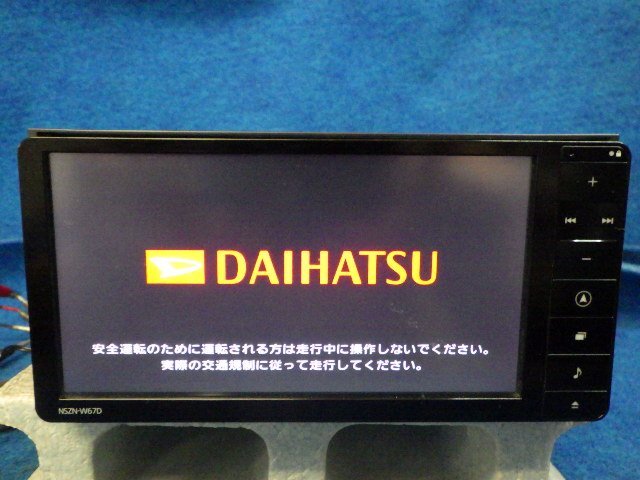 DAIHATSU
安全運転のために運転される方は走行中に操作しないでください。
実際の交通規制に従って走行してください。
NSZN-W67D